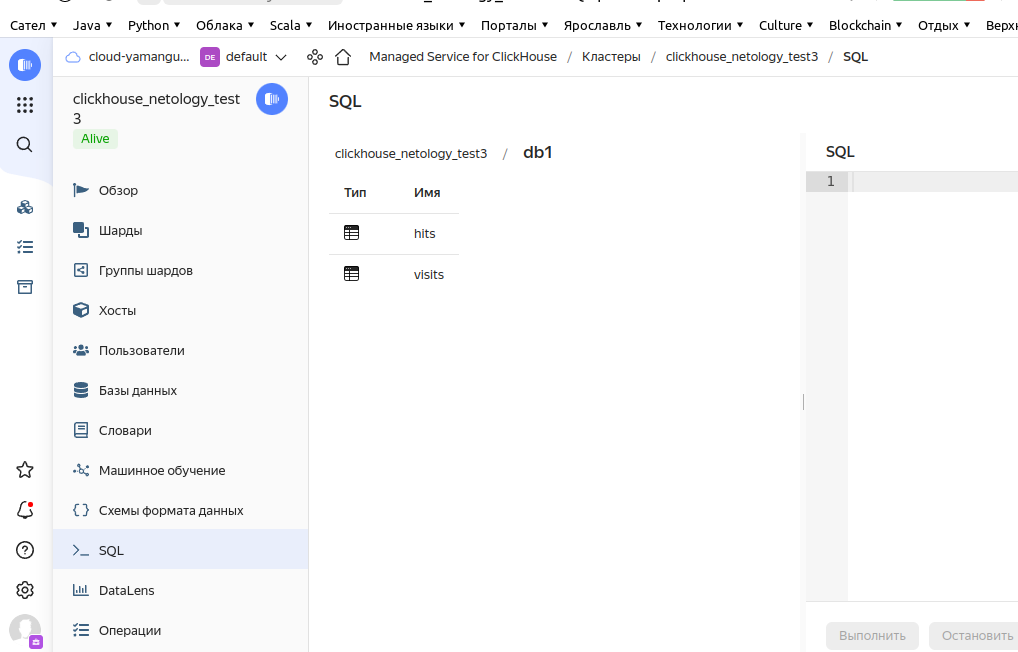 Сател ▾ Java ▾ Python ▾ Облака ▾ Scala ▾ Иностранные языки ▾ Порталы ▾ Ярославль ▾ Технологии ▾ Culture ▾ Blockchain ▾ Отдых ▾
cloud-yamangu... DE default Managed Service for ClickHouse / Кластеры / clickhouse_netology_test3 / SQL
clickhouse_netology_test
3
Alive
Обзор
Шарды
Группы шардов
Хосты
Пользователи
Базы данных
Словари
Машинное обучение
Схемы формата данных
SQL
DataLens
Операции
SQL
clickhouse_netology_test3 / db1
Тип Имя
hits
visits
SQL
1
Выполнить Остановить